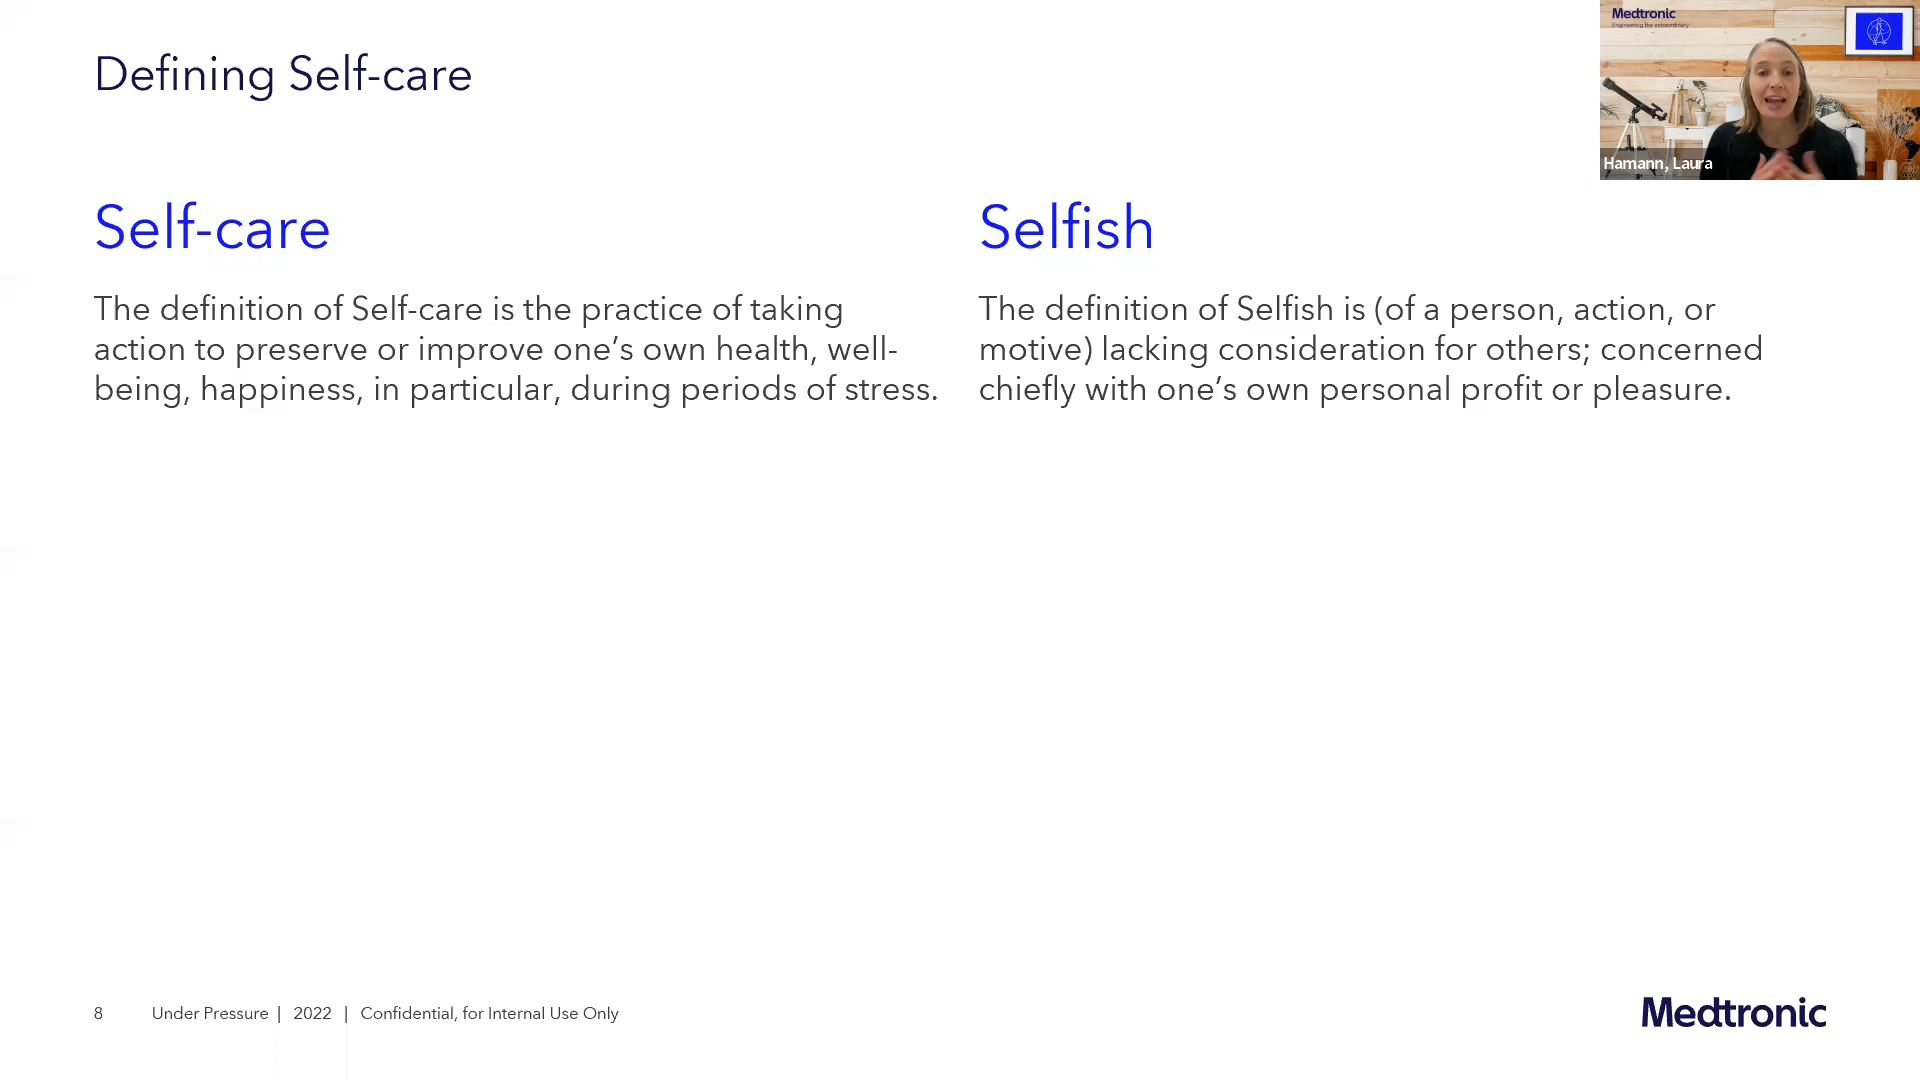 Defining Self-care
Medtronic
Engineering the extraordinary
Hamann, Laura
Self-care
The definition of Self-care is the practice of taking
action to preserve or improve one’s own health, well-
being, happiness, in particular, during periods of stress.
Selfish
The definition of Selfish is (of a person, action, or
motive) lacking consideration for others; concerned
chiefly with one’s own personal profit or pleasure.
8 Under Pressure | 2022 | Confidential, for Internal Use Only
Medtronic